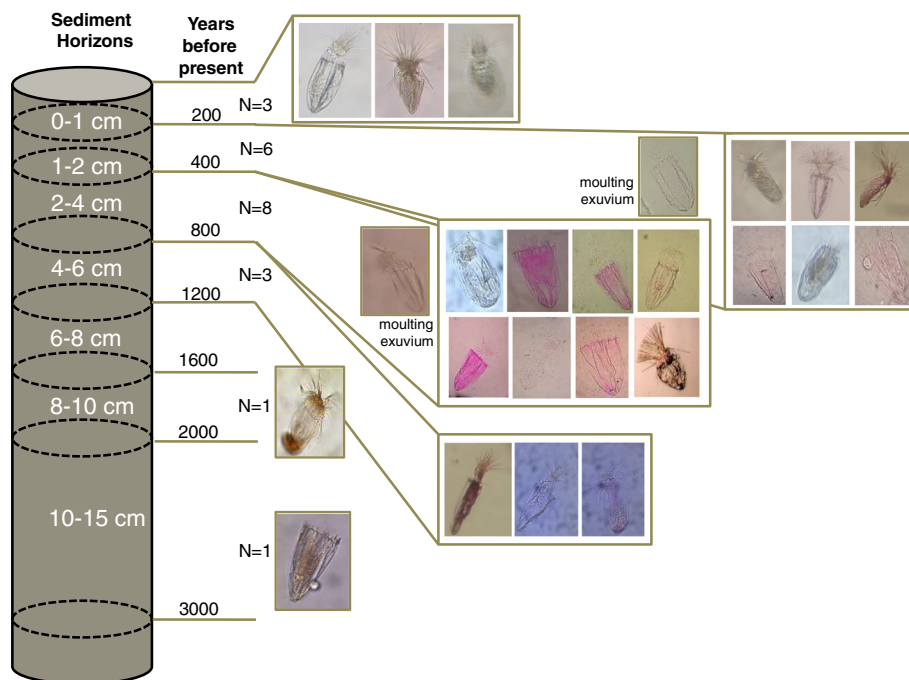 Sediment
Horizons
Years
before
present
0-1 cm
200
N=3
1-2 cm
400
N=6
2-4 cm
800
N=8
4-6 cm
1200
N=3
6-8 cm
1600
8-10 cm
2000
N=1
10-15 cm
3000
N=1
moulting
exuvium
moulting
exuvium